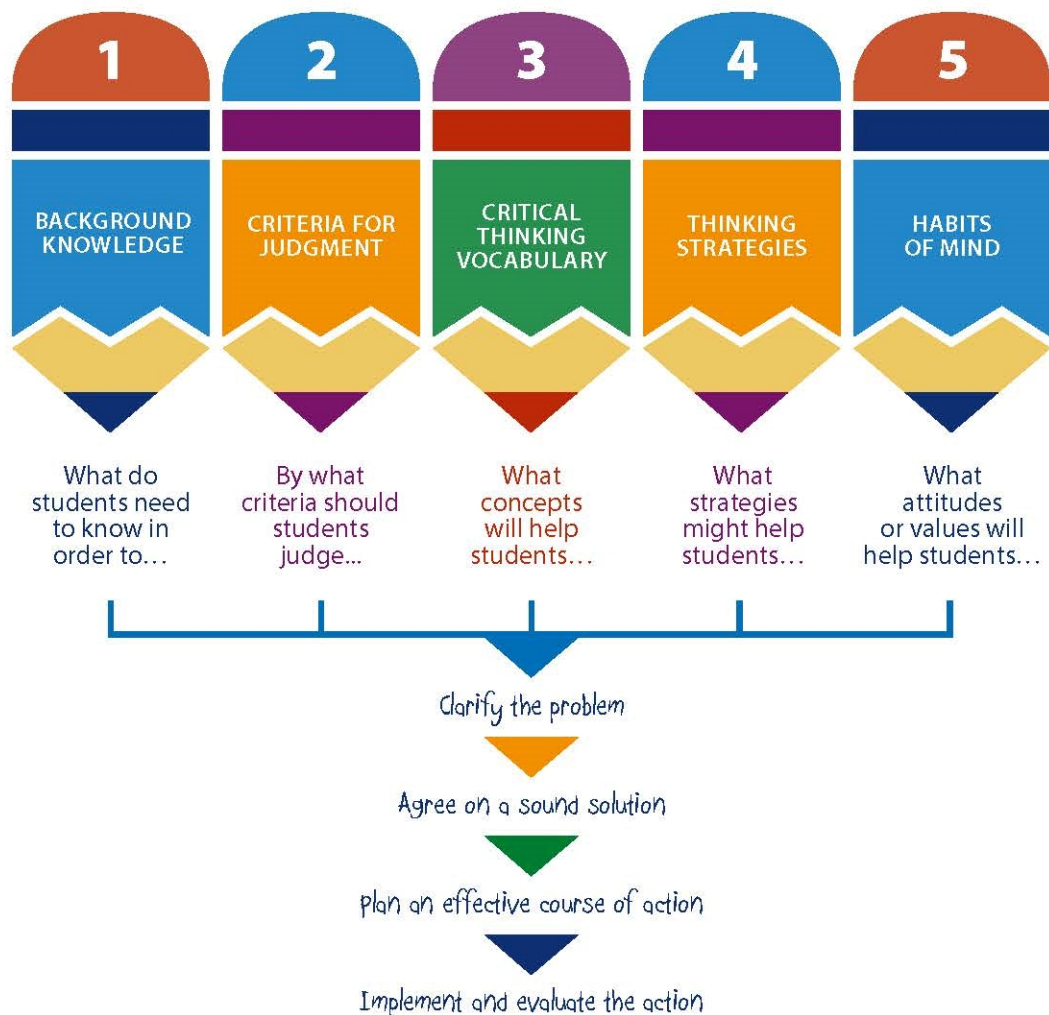 1
BACKGROUND
KNOWLEDGE
What do
students need
to know in
order to…
2
CRITERIA FOR
JUDGMENT
By what
criteria should
students
judge...
3
CRITICAL
THINKING
VOCABULARY
What
concepts
will help
students…
4
THINKING
STRATEGIES
What
strategies
might help
students…
5
HABITS
OF MIND
What
attitudes
or values will
help students…
Clarify the problem
Agree on a sound solution
Plan an effective course of action
Implement and evaluate the action